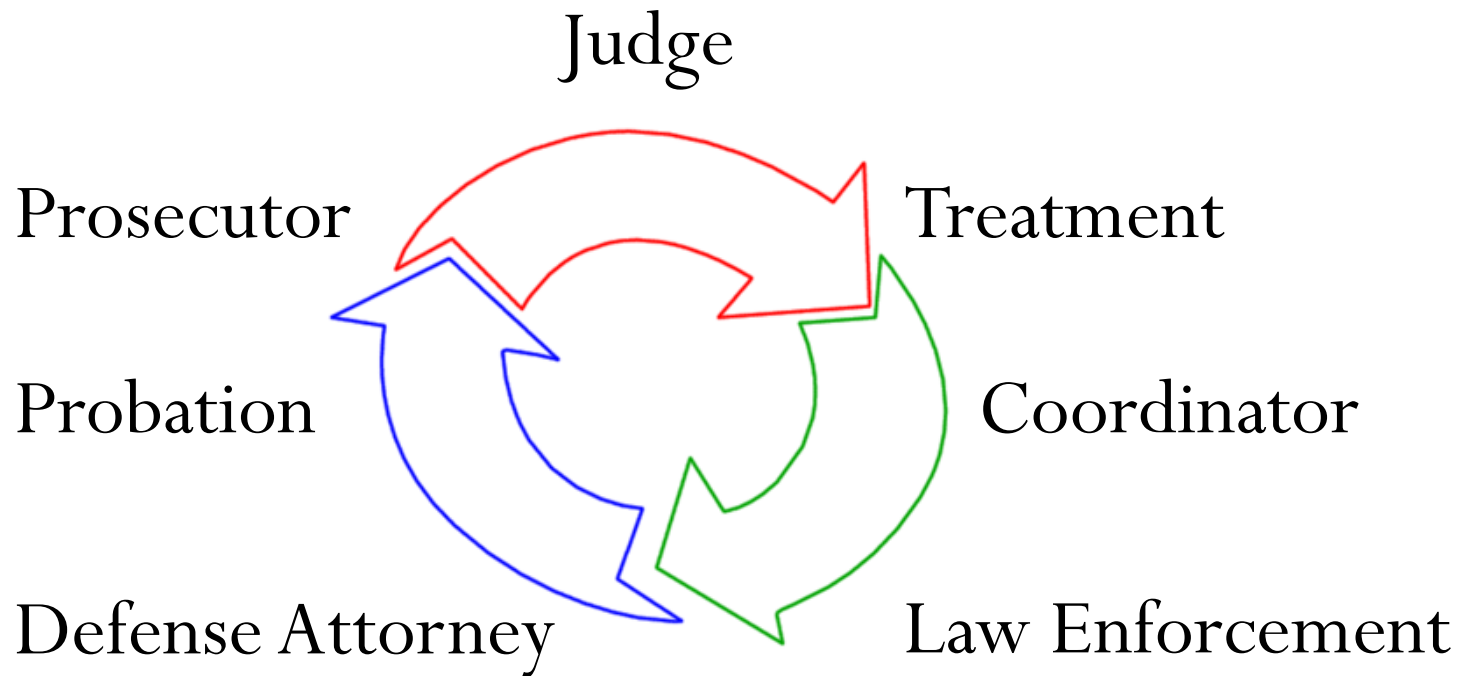 Judge
Prosecutor
Treatment
Probation
Coordinator
Defense Attorney
Law Enforcement